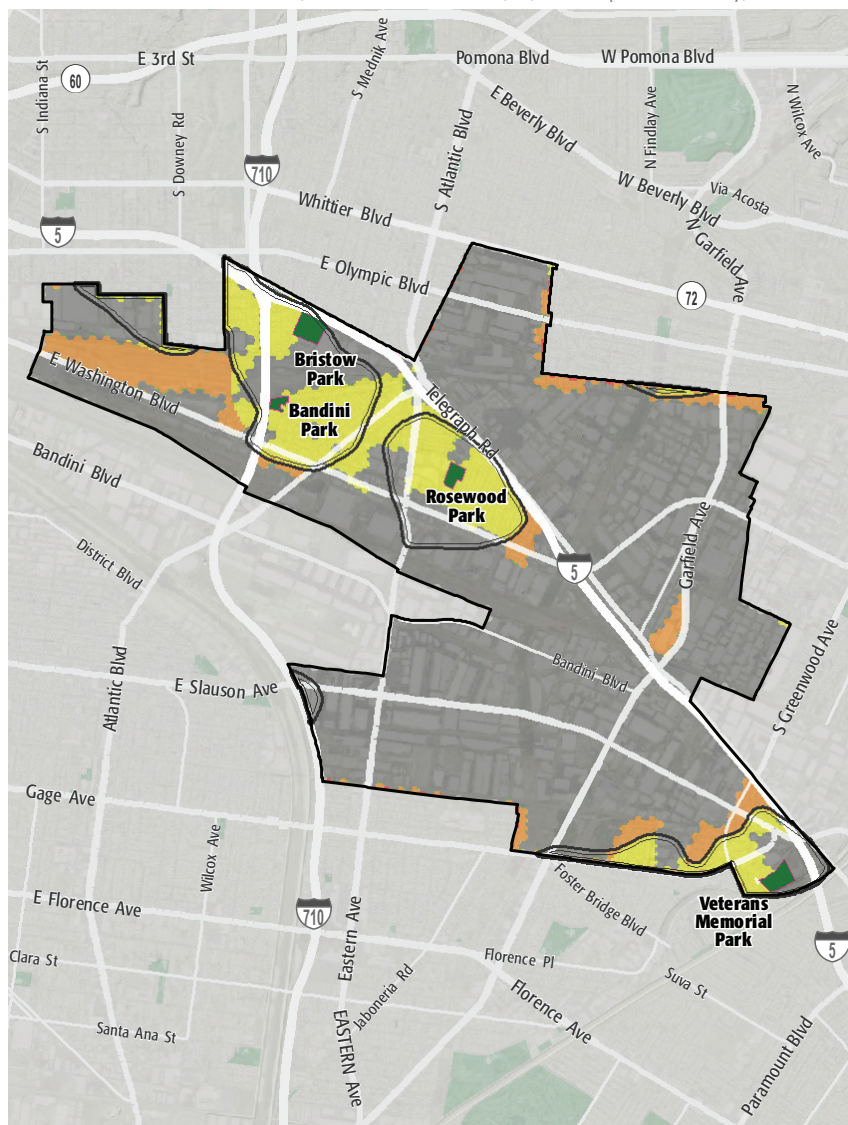 E 3rd St
S Mednik Ave
Pomona Blvd
W Pomona Blvd
60
S Indiana St
S Downey Rd
E Beverly Blvd
N Findlay Ave
N Wilcox Ave
S Atlantic Blvd
710
W Beverly Blvd
Via Acosta
Whittier Blvd
5
N Garfield Ave
E Olympic Blvd
72
Bristow
Park
E Washington Blvd
Bandini
Park
Telegraph Rd
Bandini Blvd
Rosewood
Park
Garfield Ave
District Blvd
5
S Greenwood Ave
Atlantic Blvd
E Slauson Ave
Bandini Blvd
Gage Ave
Wilcox Ave
Foster Bridge Blvd
E Florence Ave
Veterans
Memorial
Park
710
Eastern Ave
5
Clara St
Florence Pl
Jaboneria Rd
Suva St
Florence Ave
Santa Ana St
EASTERN AVE
Paramount Blvd